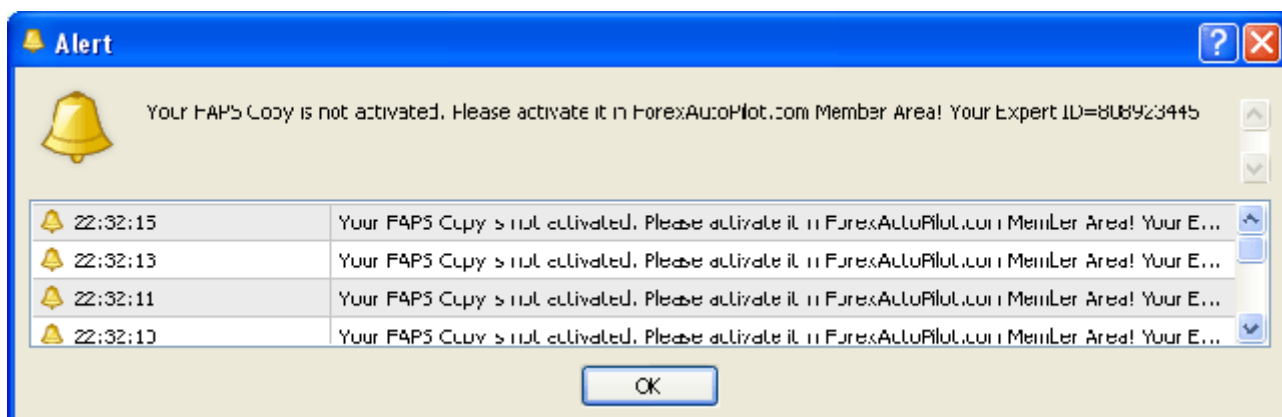 Alert
Your FAPS Copy is not activated. Please activate it in ForexAutoPilot.com Member Area! Your Expert ID=808923445
22:32:15 Your FAPS Copy is not activated. Please activate it in ForexAutoPilot.com Member Area! Your E...
22:32:13 Your FAPS Copy is not activated. Please activate it in ForexAutoPilot.com Member Area! Your E...
22:32:11 Your FAPS Copy is not activated. Please activate it in ForexAutoPilot.com Member Area! Your E...
22:32:10 Your FAPS Copy is not activated. Please activate it in ForexAutoPilot.com Member Area! Your E...
OK